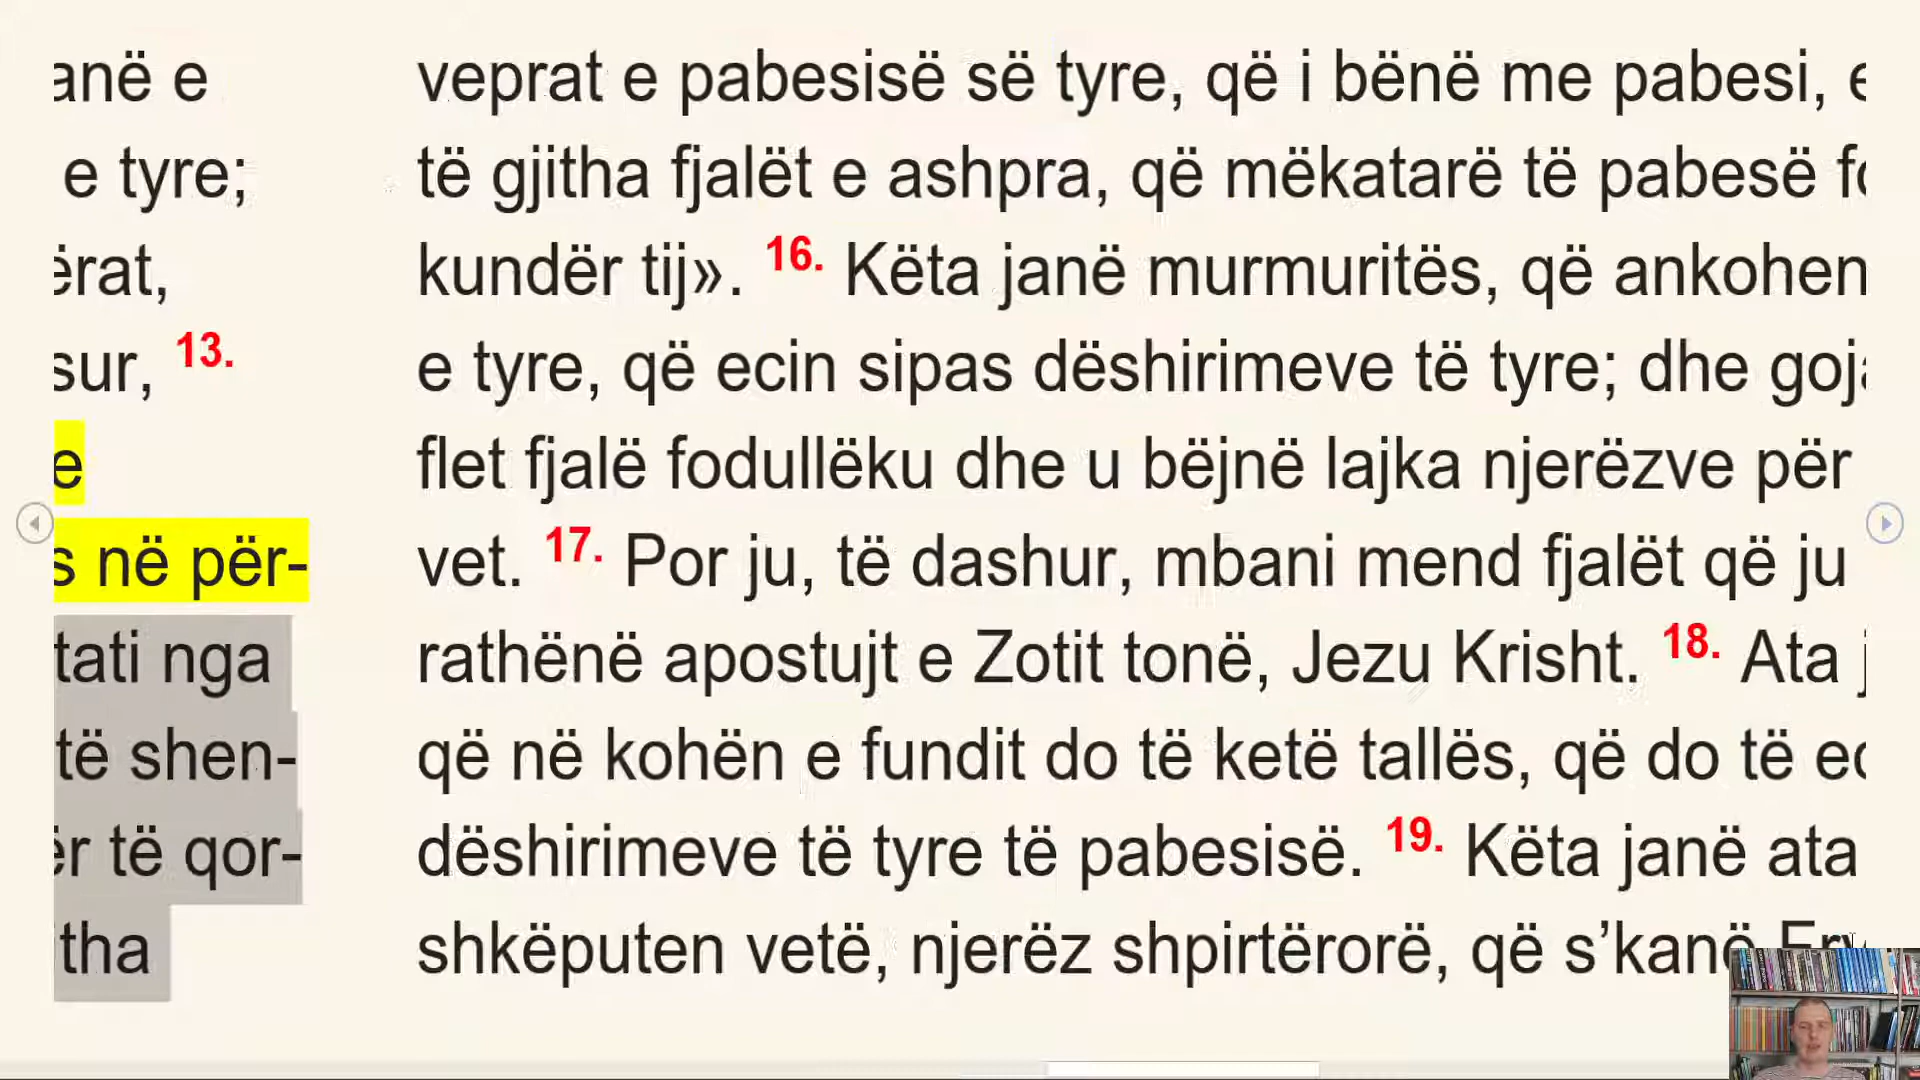 anë e
e tyre;
ërat,
sur, 13.
e
s në për-
tati nga
të shen-
ër të qor-
tha
veprat e pabesisë së tyre, që i bënë me pabesi, e
të gjitha fjalët e ashpra, që mëkatarë të pabesë
kundër tij». 16. Këta janë murmuritës, që ankohen
e tyre, që ecin sipas dëshirimeve të tyre; dhe goj
flet fjalë fodullëku dhe u bëjnë lajka njerëzve për
vet. 17. Por ju, të dashur, mbani mend fjalët që ju
rathënë apostujt e Zotit tonë, Jezu Krisht. 18. Ata
që në kohën e fundit do të ketë tallës, që do të
dëshirimeve të tyre të pabesisë. 19. Këta janë ata
shkëputen vetë, njerëz shpirtërorë, që s’kanë